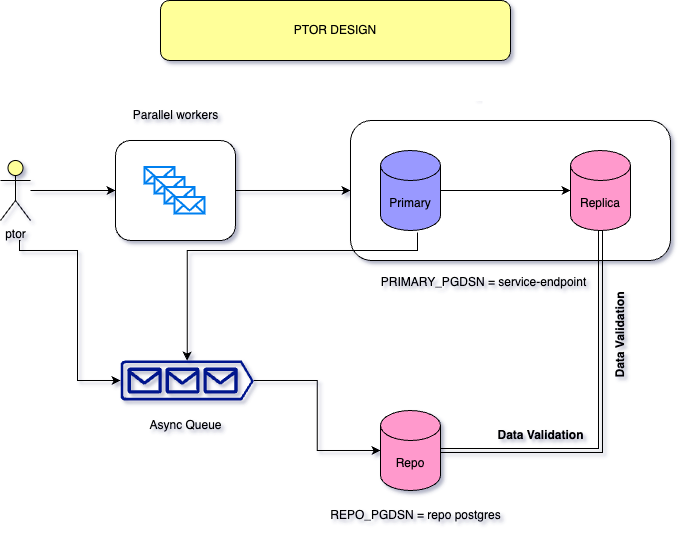 PTOR DESIGN
Parallel workers
Primary
Replica
ptor
PRIMARY_PGDSN = service-endpoint
Data Validation
Async Queue
Data Validation
Repo
REPO_PGDSN = repo postgres